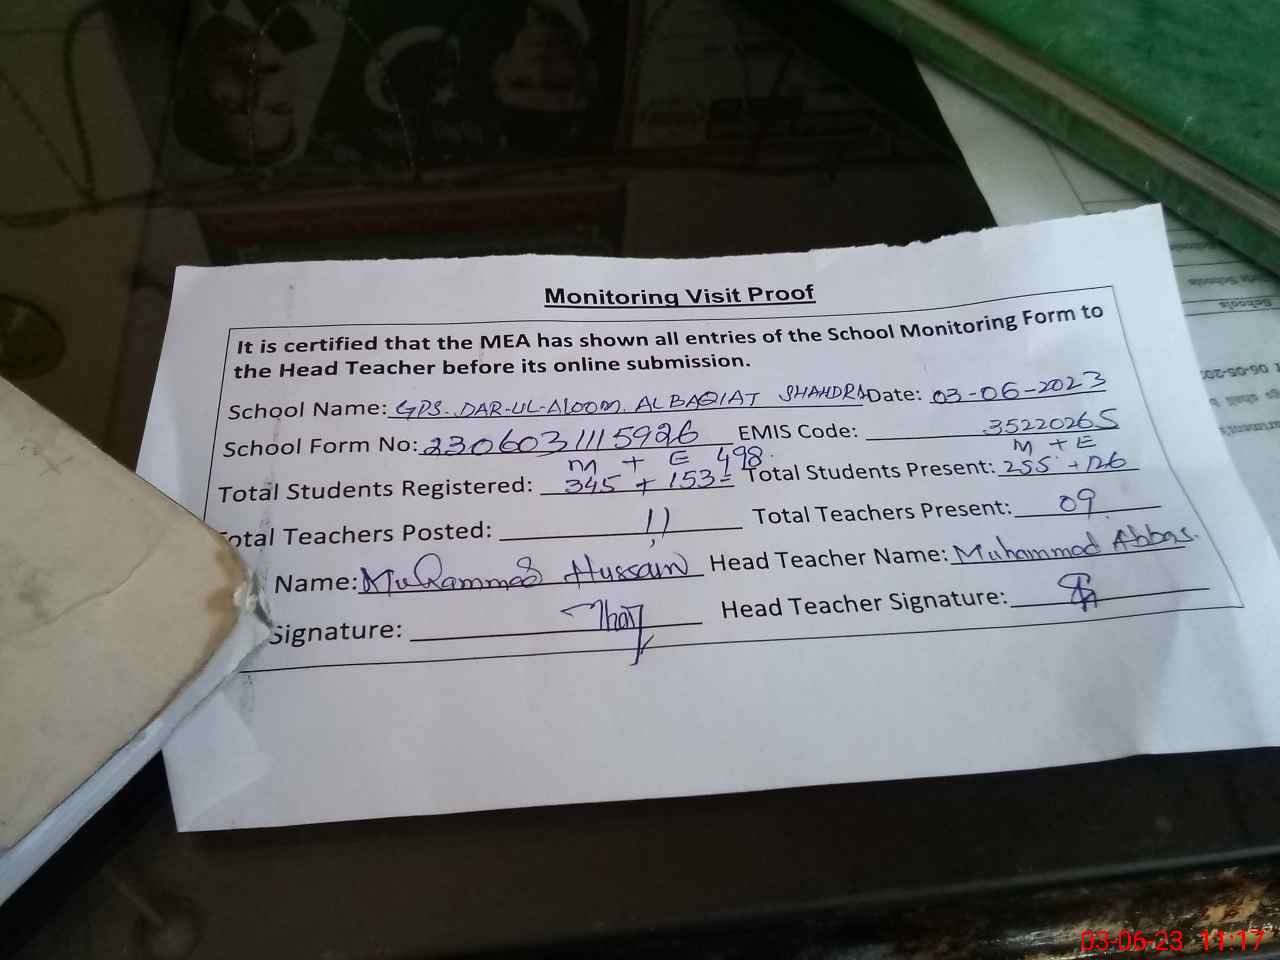 Monitoring Visit Proof
It is certified that the MEA has shown all entries of the School Monitoring Form to
the Head Teacher before its online submission.
School Name: GPS. DAR-UL-Aloom. ALBAQIAT SHAHDRA Date: 03-06-2023
School Form No: 2306031115926 EMIS Code: 35220265
M + E 498. M + E
Total Students Registered: 345 + 153 = Total Students Present: 255 + 126
otal Teachers Posted: 11 Total Teachers Present: 09
Name: Muhammad Hussain Head Teacher Name: Muhammad Abbas.
Signature: Head Teacher Signature:
03-06-23 11:17